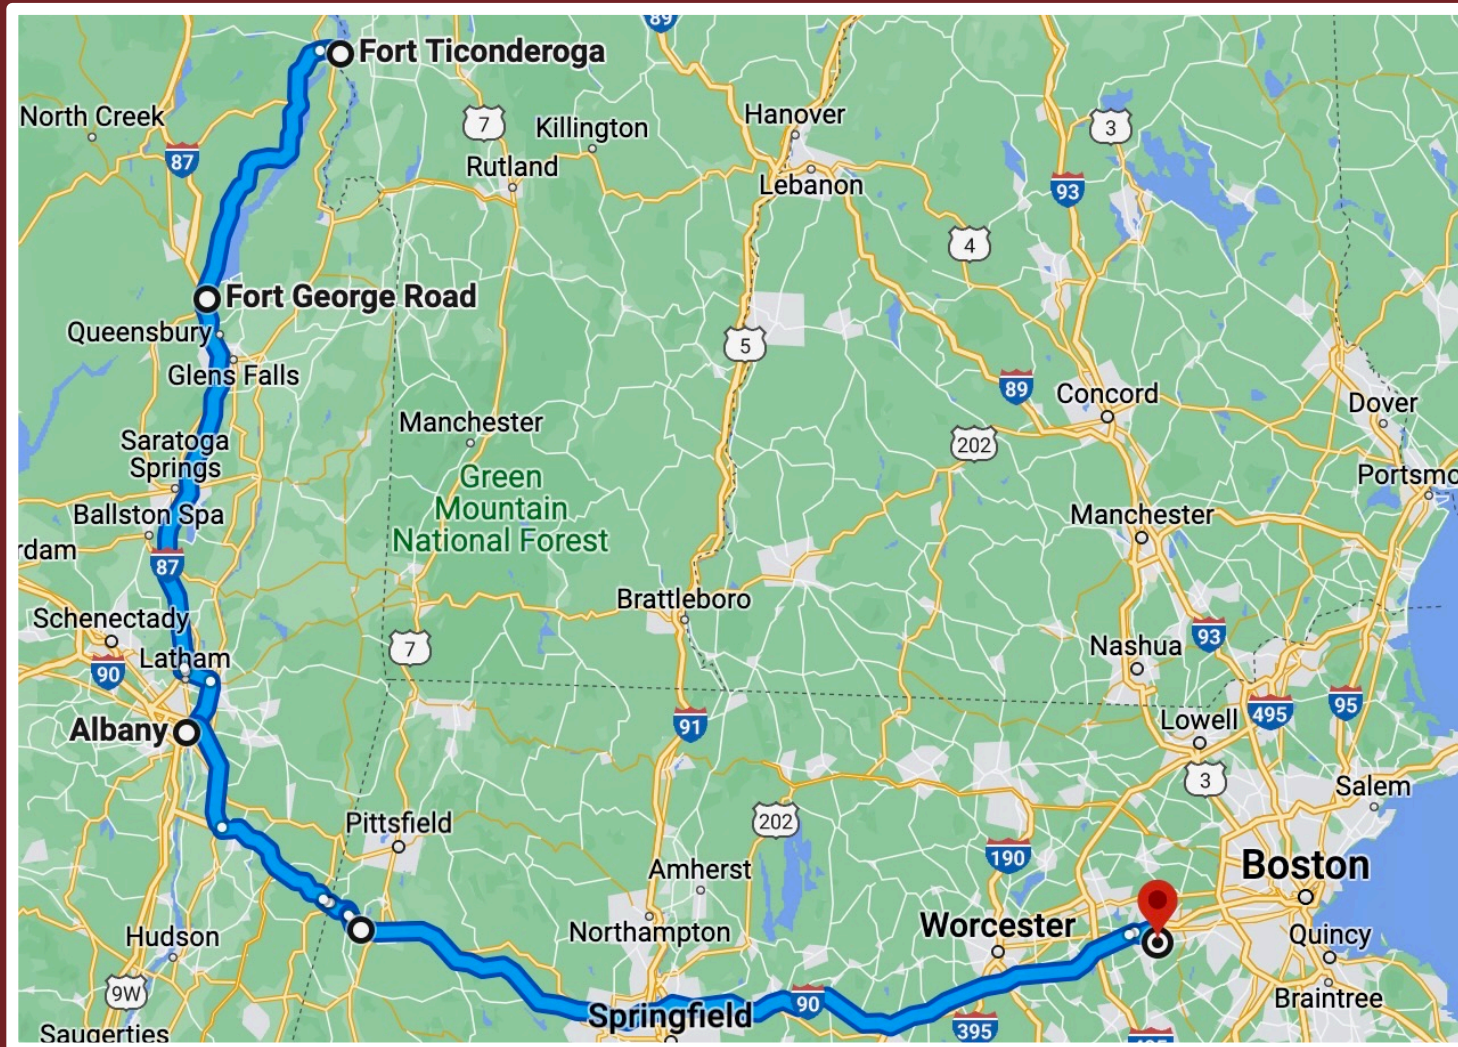 89
Fort Ticonderoga
North Creek
7
Killington
Hanover
3
87
Rutland
Lebanon
93
4
Fort George Road
Queensbury
5
Glens Falls
89
Concord
Dover
Manchester
202
Saratoga
Springs
Green
Mountain
National Forest
Portsmo
Ballston Spa
Manchester
rdam
87
Brattleboro
Schenectady
7
93
Nashua
Latham
90
495
95
Albany
91
Lowell
3
Salem
Pittsfield
202
190
Boston
Amherst
Worcester
Northampton
Quincy
Hudson
9W
90
Braintree
Springfield
395
Saugerties